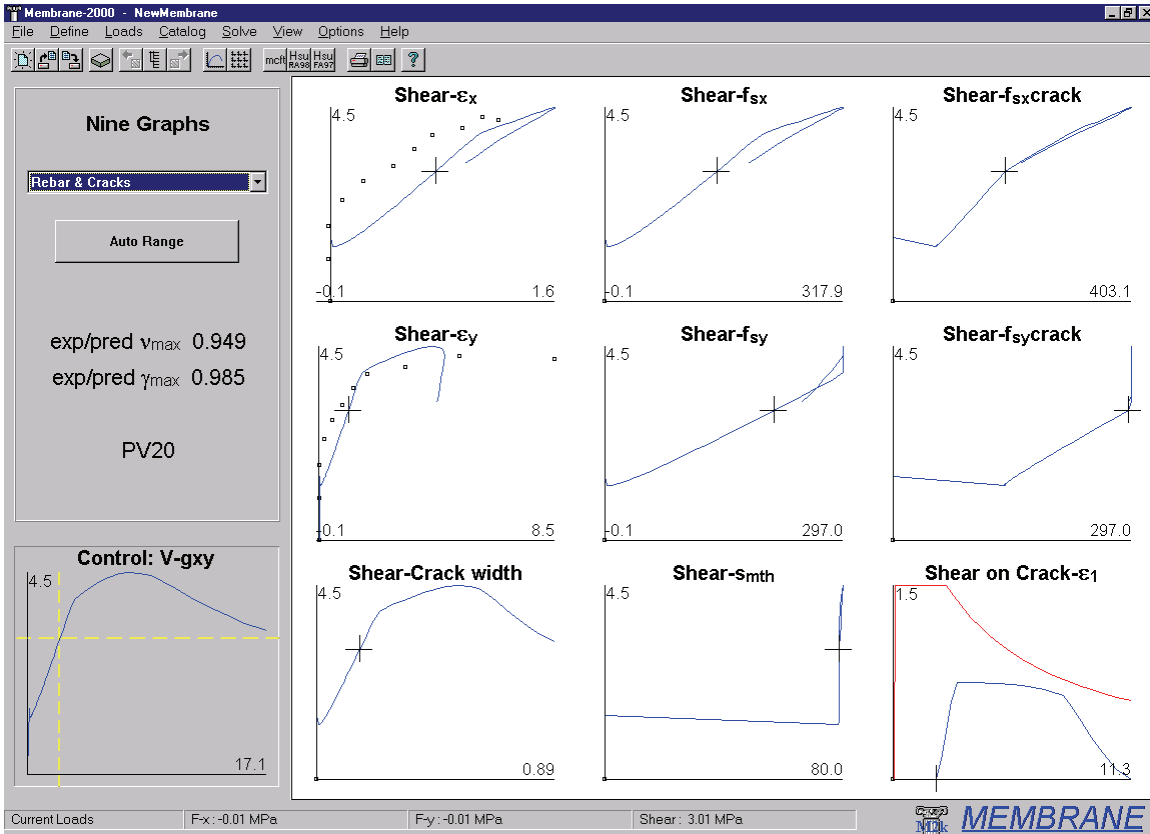 Membrane-2000 - NewMembrane
File Define Loads Catalog Solve View Options Help
mcft Hsu RA98 Hsu FA97 ?
Nine Graphs
Rebar & Cracks
Auto Range
exp/pred νmax 0.949
exp/pred γmax 0.985
PV20
Control: V-gxy
4.5
17.1
Shear-εx
4.5
-0.1 1.6
Shear-fsx
4.5
-0.1 317.9
Shear-fsxcrack
4.5
403.1
Shear-εy
4.5
-0.1 8.5
Shear-fsy
4.5
-0.1 297.0
Shear-fsycrack
4.5
297.0
Shear-Crack width
4.5
0.89
Shear-smth
4.5
80.0
Shear on Crack-ε1
1.5
11.3
Current Loads F-x : -0.01 MPa F-y : -0.01 MPa Shear : 3.01 MPa M2k MEMBRANE